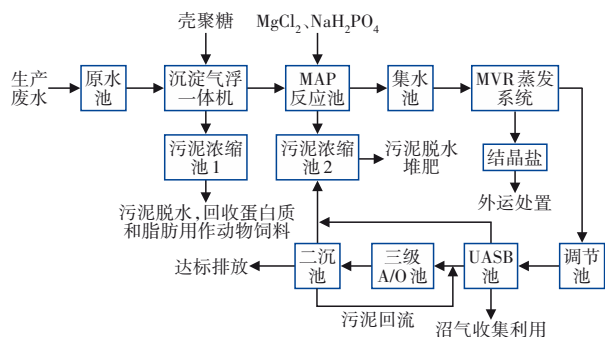 壳聚糖
MgCl₂、NaH₂PO₄
生产
废水
原水
池
沉淀气浮
一体机
MAP
反应池
集水
池
MVR 蒸发
系统
污泥浓缩
池 1
污泥浓缩
池 2
污泥脱水
堆肥
结晶盐
外运处置
污泥脱水,回收蛋白质
和脂肪用作动物饲料
达标排放
二沉
池
三级
A/O 池
UASB
池
调节
池
污泥回流
沼气收集利用